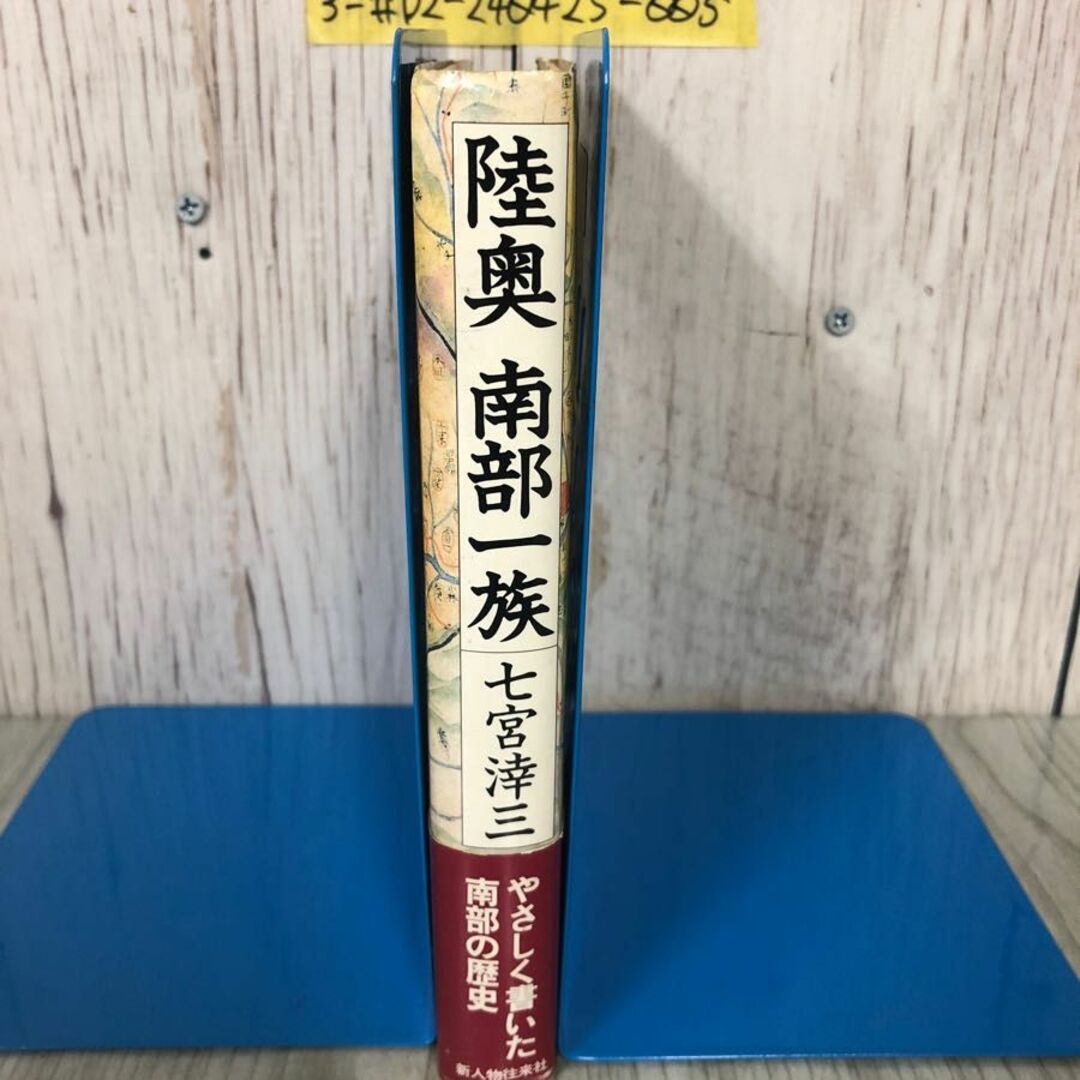 陸奥 南部一族
七宮涬三
やさしく書いた
南部の歴史
新人物往来社